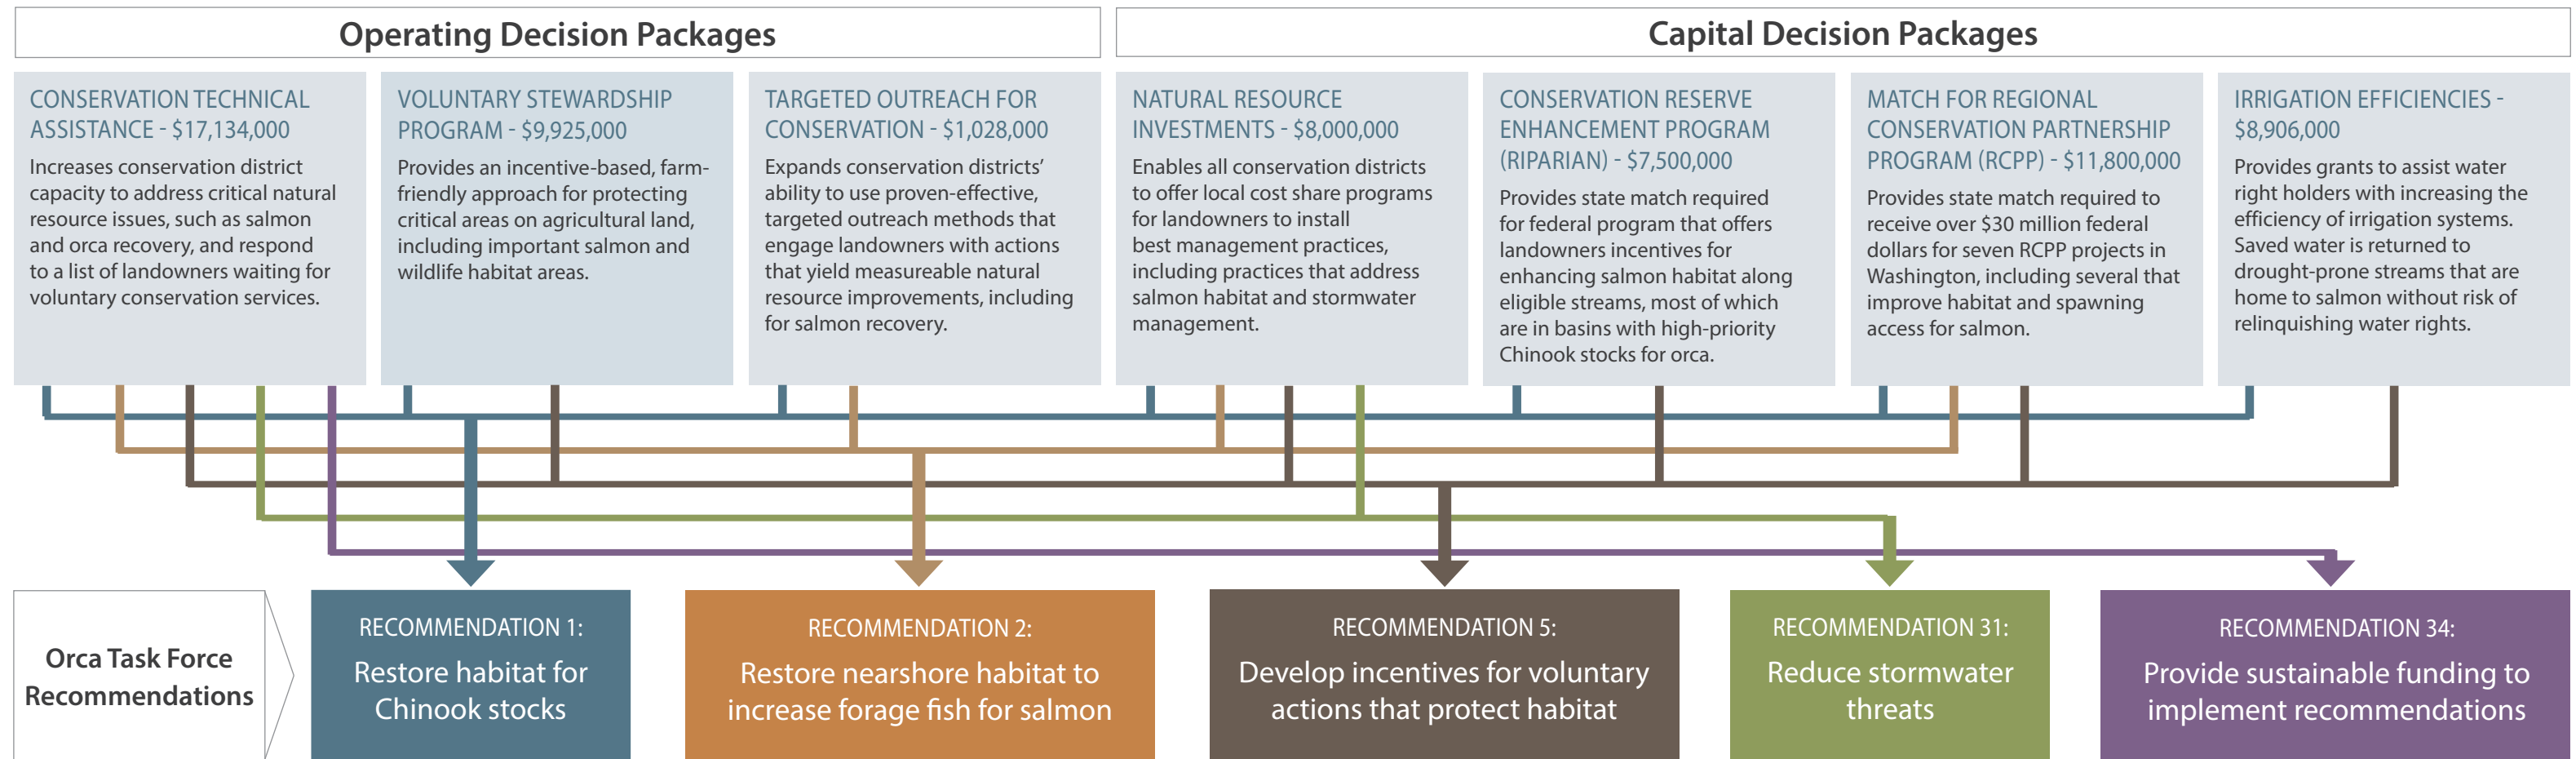 Operating Decision Packages
Capital Decision Packages
CONSERVATION TECHNICAL
ASSISTANCE - $17,134,000
Increases conservation district
capacity to address critical natural
resource issues, such as salmon
and orca recovery, and respond
to a list of landowners waiting for
voluntary conservation services.
VOLUNTARY STEWARDSHIP
PROGRAM - $9,925,000
Provides an incentive-based, farm-
friendly approach for protecting
critical areas on agricultural land,
including important salmon and
wildlife habitat areas.
TARGETED OUTREACH FOR
CONSERVATION - $1,028,000
Expands conservation districts’
ability to use proven-effective,
targeted outreach methods that
engage landowners with actions
that yield measureable natural
resource improvements, including
for salmon recovery.
NATURAL RESOURCE
INVESTMENTS - $8,000,000
Enables all conservation districts
to offer local cost share programs
for landowners to install
best management practices,
including practices that address
salmon habitat and stormwater
management.
CONSERVATION RESERVE
ENHANCEMENT PROGRAM
(RIPARIAN) - $7,500,000
Provides state match required
for federal program that offers
landowners incentives for
enhancing salmon habitat along
eligible streams, most of which
are in basins with high-priority
Chinook stocks for orca.
MATCH FOR REGIONAL
CONSERVATION PARTNERSHIP
PROGRAM (RCPP) - $11,800,000
Provides state match required to
receive over $30 million federal
dollars for seven RCPP projects in
Washington, including several that
improve habitat and spawning
access for salmon.
IRRIGATION EFFICIENCIES -
$8,906,000
Provides grants to assist water
right holders with increasing the
efficiency of irrigation systems.
Saved water is returned to
drought-prone streams that are
home to salmon without risk of
relinquishing water rights.
Orca Task Force
Recommendations
RECOMMENDATION 1:
Restore habitat for
Chinook stocks
RECOMMENDATION 2:
Restore nearshore habitat to
increase forage fish for salmon
RECOMMENDATION 5:
Develop incentives for voluntary
actions that protect habitat
RECOMMENDATION 31:
Reduce stormwater
threats
RECOMMENDATION 34:
Provide sustainable funding to
implement recommendations